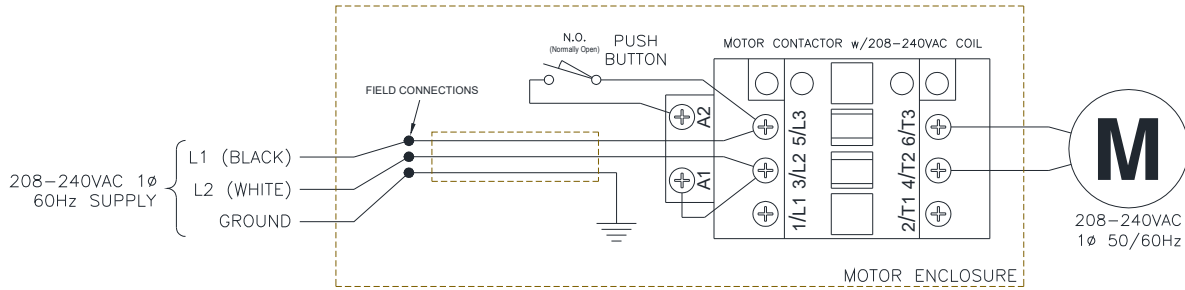 N.O.
(Normally Open)
PUSH
BUTTON
MOTOR CONTACTOR w/208-240VAC COIL
FIELD CONNECTIONS
A2
A1
5/L3
3/L2
1/L1
6/T3
4/T2
2/T1
M
208-240VAC
1ø 50/60Hz
208-240VAC 1ø
60Hz SUPPLY
L1 (BLACK)
L2 (WHITE)
GROUND
MOTOR ENCLOSURE